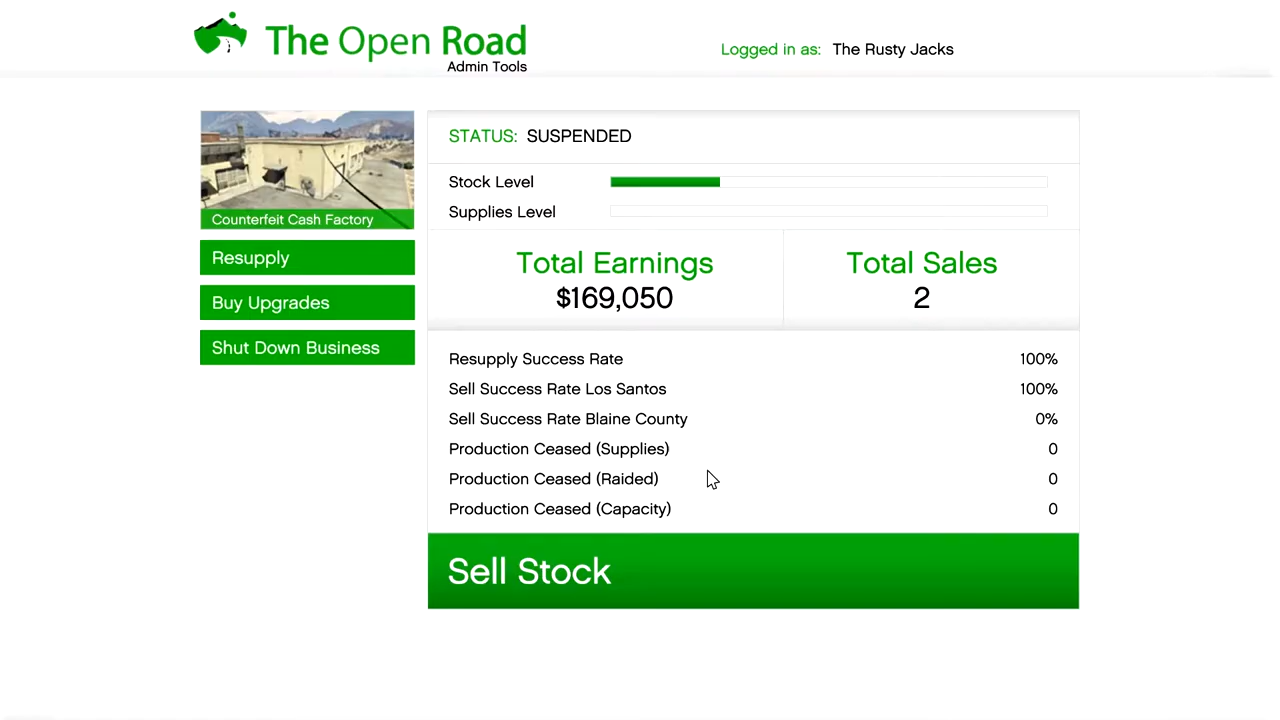 The Open Road
Admin Tools
Logged in as: The Rusty Jacks
Counterfeit Cash Factory
Resupply
Buy Upgrades
Shut Down Business
STATUS: SUSPENDED
Stock Level
Supplies Level
Total Earnings
$169,050
Total Sales
2
Resupply Success Rate 100%
Sell Success Rate Los Santos 100%
Sell Success Rate Blaine County 0%
Production Ceased (Supplies) 0
Production Ceased (Raided) 0
Production Ceased (Capacity) 0
Sell Stock